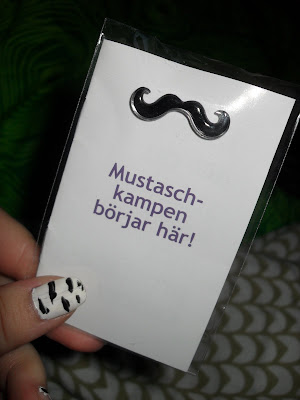 Mustasch-
kampen
börjar här!